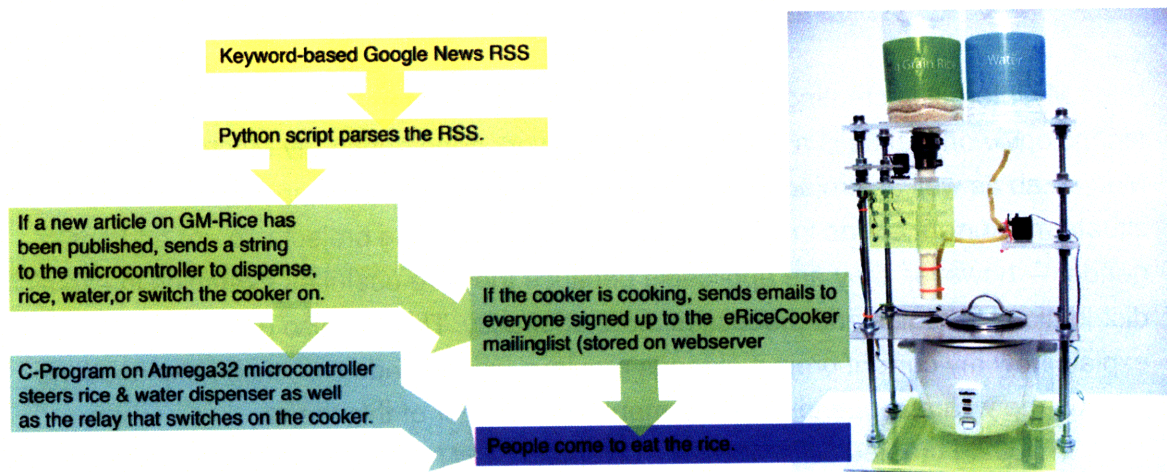 Keyword-based Google News RSS
Python script parses the RSS.
If a new article on GM-Rice has
been published, sends a string
to the microcontroller to dispense,
rice, water,or switch the cooker on.
If the cooker is cooking, sends emails to
everyone signed up to the eRiceCooker
mailinglist (stored on webserver
C-Program on Atmega32 microcontroller
steers rice & water dispenser as well
as the relay that switches on the cooker.
People come to eat the rice.
Grain Rice
Water